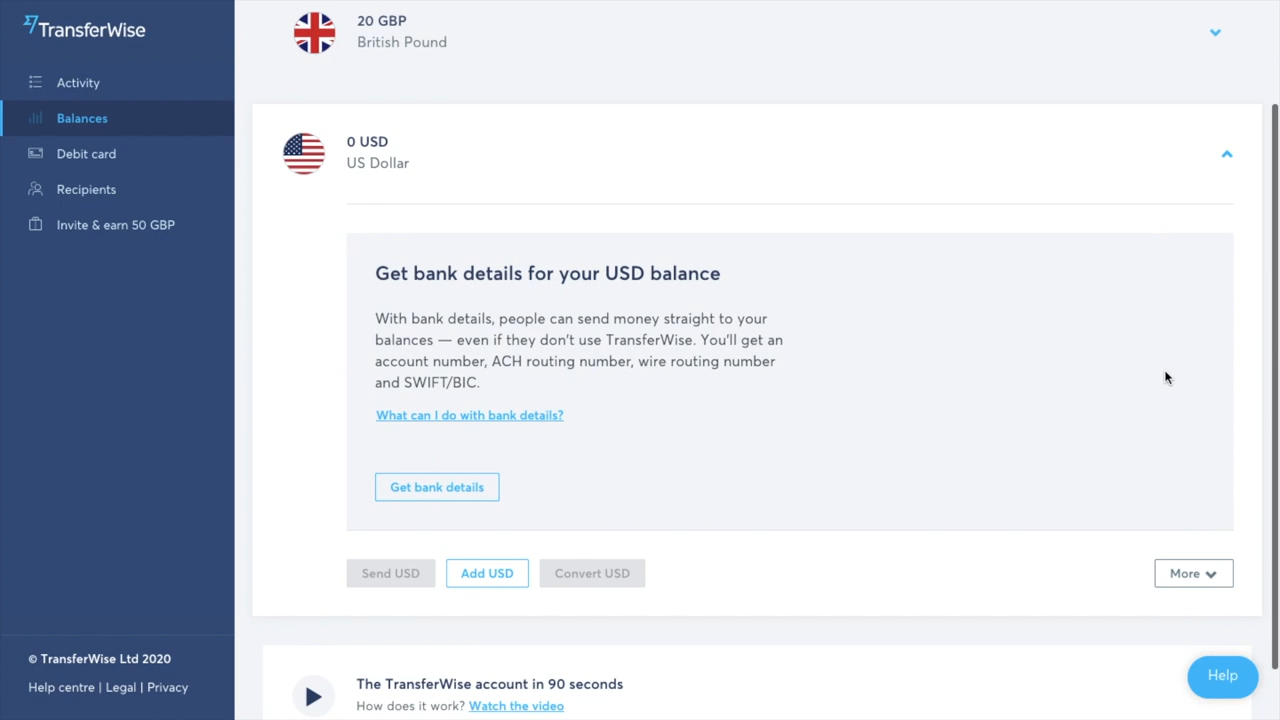 TransferWise
Activity
Balances
Debit card
Recipients
Invite & earn 50 GBP
© TransferWise Ltd 2020
Help centre | Legal | Privacy
20 GBP
British Pound
0 USD
US Dollar
Get bank details for your USD balance
With bank details, people can send money straight to your
balances — even if they don't use TransferWise. You'll get an
account number, ACH routing number, wire routing number
and SWIFT/BIC.
What can I do with bank details?
Get bank details
Send USD Add USD Convert USD More
The TransferWise account in 90 seconds
How does it work? Watch the video
Help